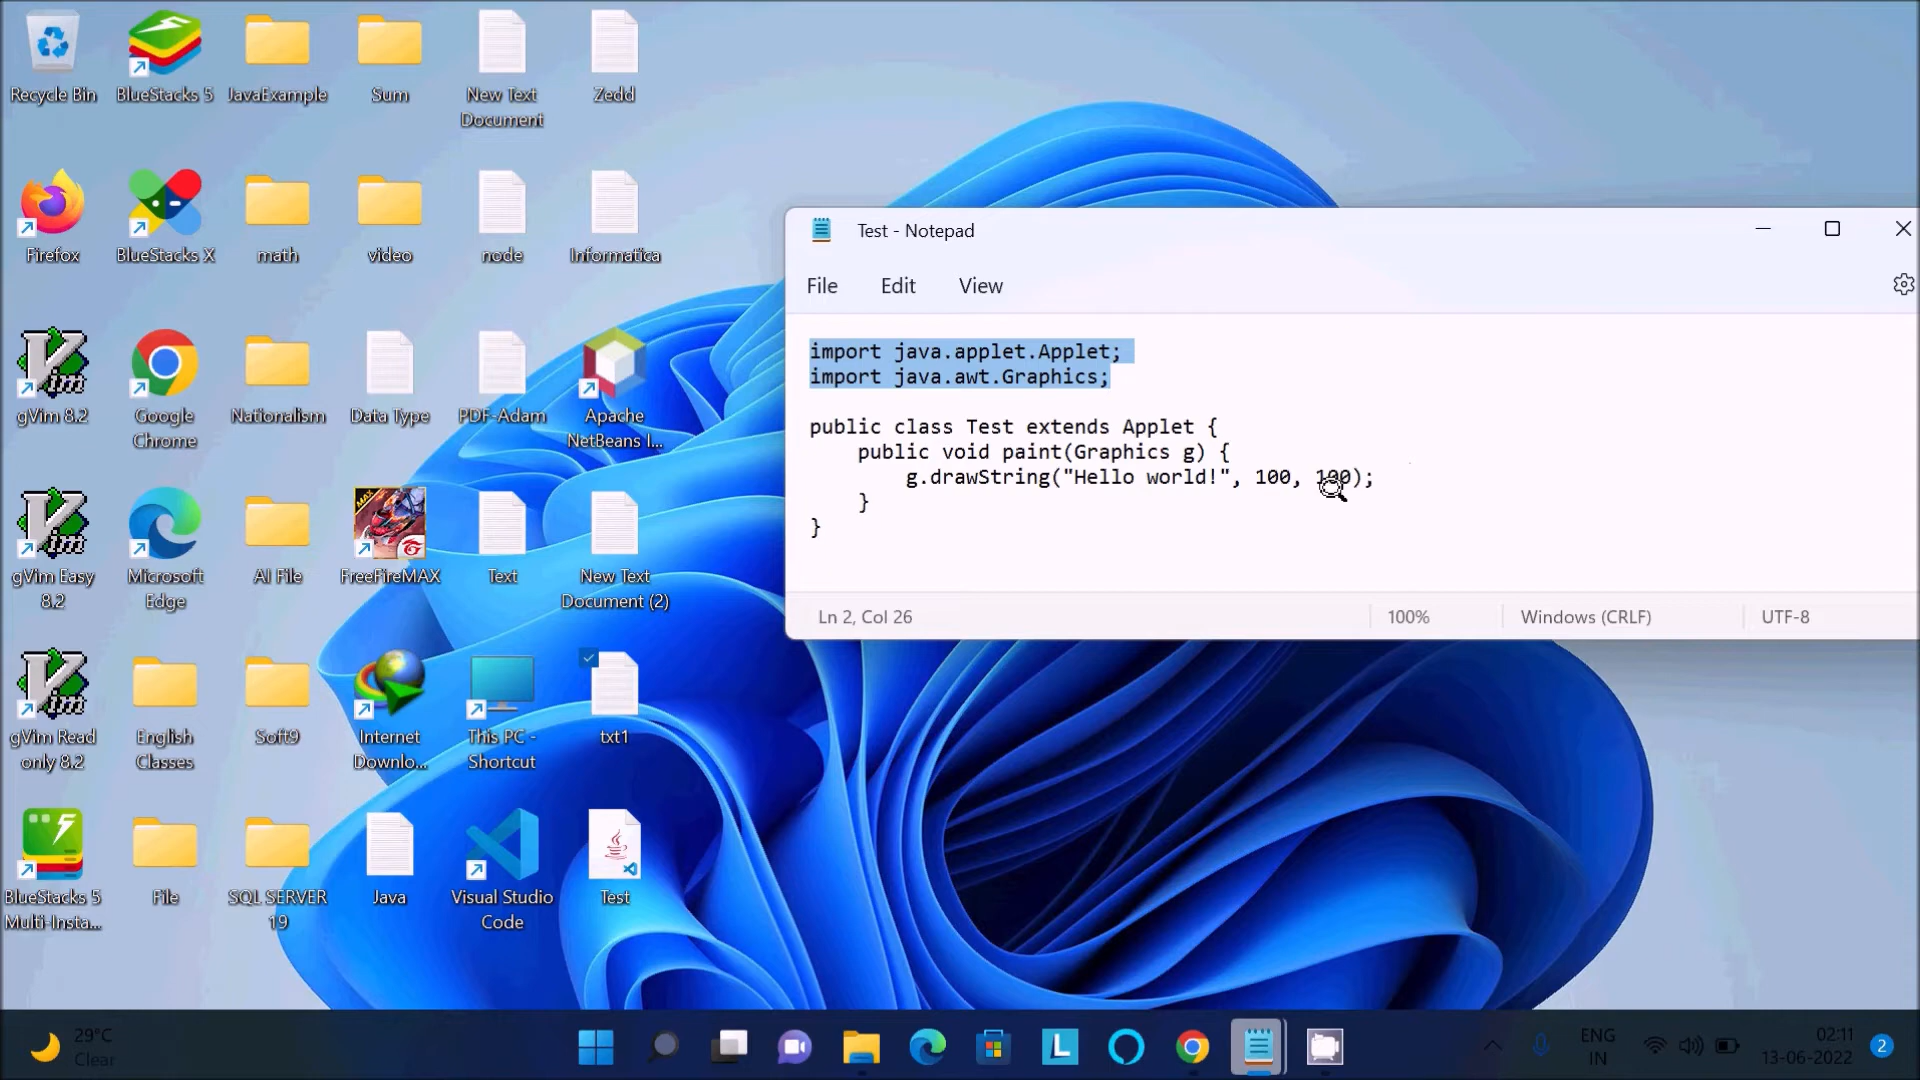 Recycle Bin
BlueStacks 5
JavaExample
Sum
New Text
Document
Zedd
Firefox
BlueStacks X
math
video
node
Informatica
gVim 8.2
Google
Chrome
Nationalism
Data Type
PDF-Adam
Apache
NetBeans I...
gVim Easy
8.2
Microsoft
Edge
AI File
FreeFireMAX
Text
New Text
Document (2)
gVim Read
only 8.2
English
Classes
Soft9
Internet
Downlo...
This PC -
Shortcut
txt1
BlueStacks 5
Multi-Insta...
File
SQL SERVER
19
Java
Visual Studio
Code
Test
Test - Notepad
File Edit View
import java.applet.Applet;
import java.awt.Graphics;
public class Test extends Applet {
public void paint(Graphics g) {
g.drawString("Hello world!", 100, 100);
}
}
Ln 2, Col 26
100%
Windows (CRLF)
UTF-8
29°C
Clear
L
ENG
IN
02:11
13-06-2022
2